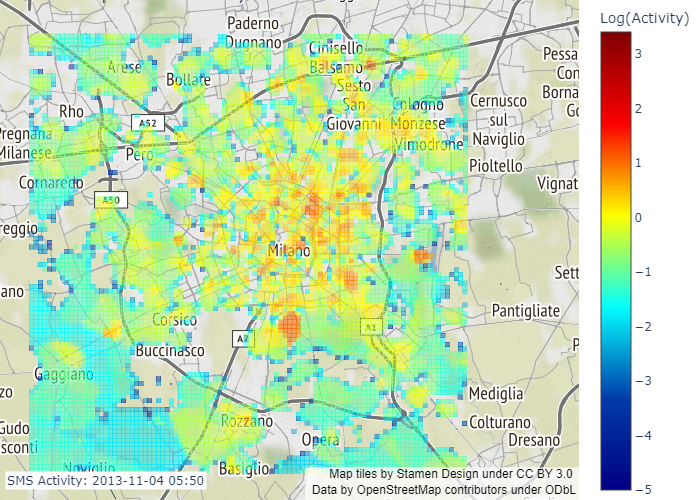 Log(Activity)
3
2
1
0
−1
−2
−3
−4
−5
Paderno
Dugnano
Cinisello
Balsamo
Arese
Bollate
Sesto
San
Giovanni
Cologno
Monzese
Cernusco
sul
Naviglio
Pessa
Con
Borna
Go
Rho
A52
Pregnana
Milanese
Pero
Vimodrone
Pioltello
Cornaredo
Vignat
A50
reggio
Milano
Sett
ano
Pantigliate
Corsico
A7
A1
P
Buccinasco
Gaggiano
zo
Mediglia
Rozzano
Colturano
Gudo
sconti
Opera
Dresano
Noviglio
Basiglio
SMS Activity: 2013-11-04 05:50
Map tiles by Stamen Design under CC BY 3.0
Data by OpenStreetMap contributors under ODbL